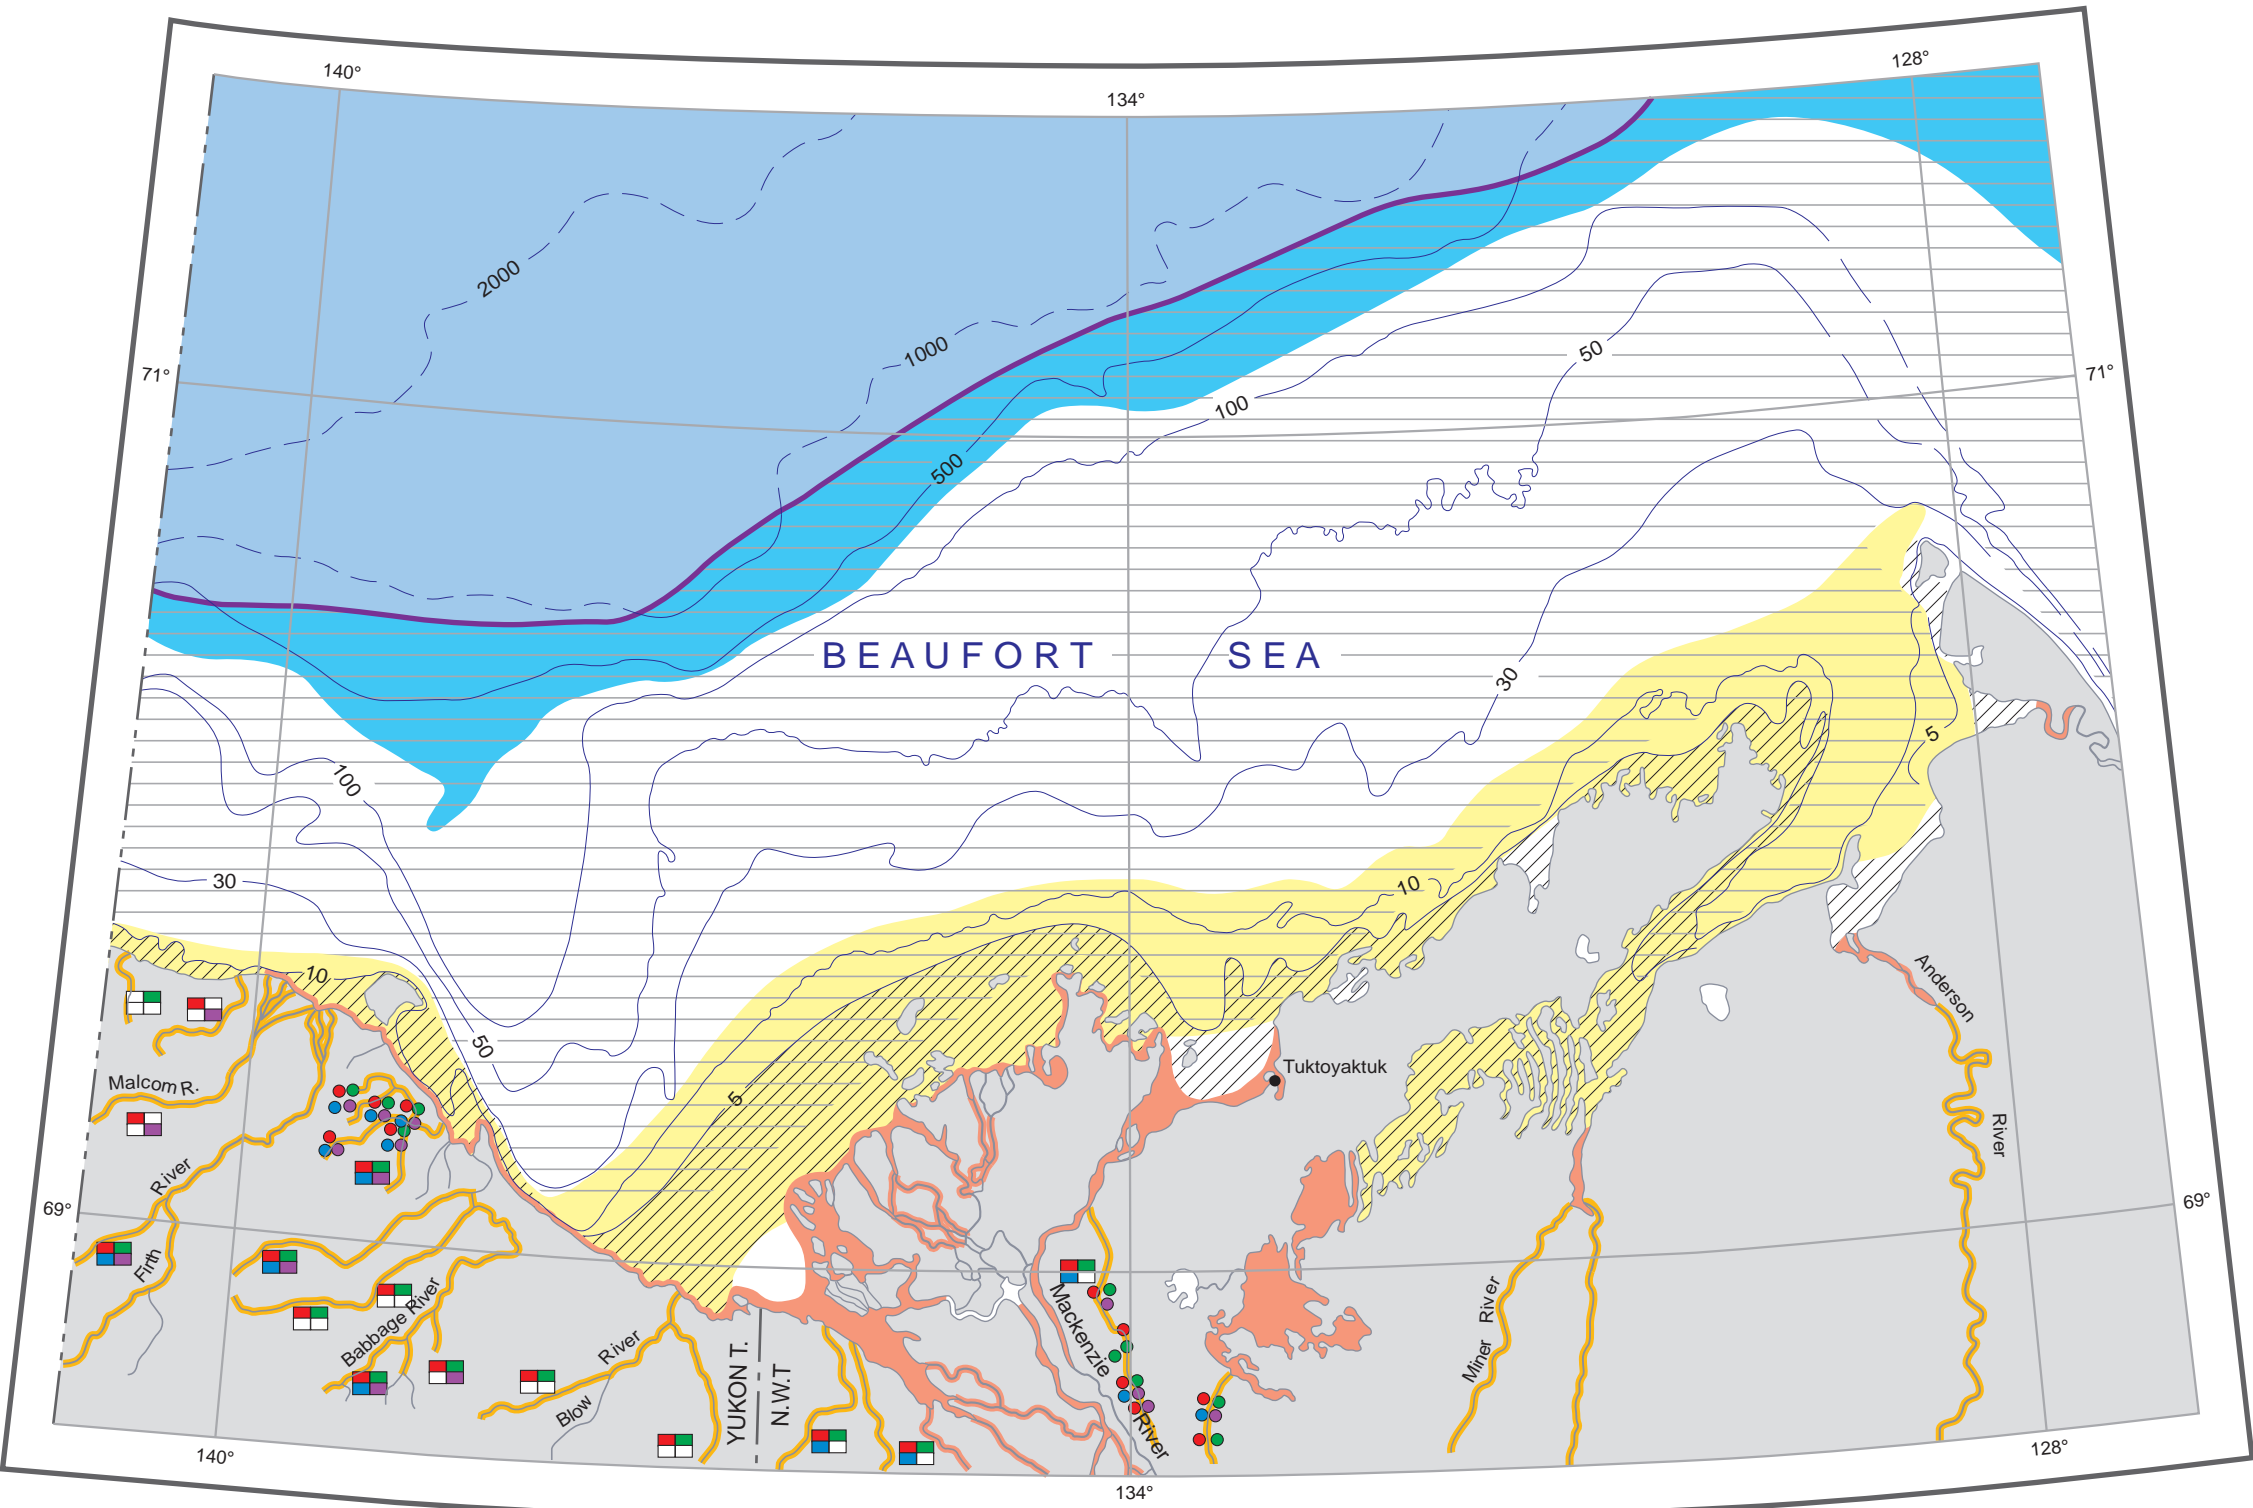 140°
128°
134°
2000
1000
50
71°
71°
100
500
BEAUFORT SEA
30
5
100
30
10
10
Anderson
River
50
Tuktoyaktuk
5
Malcom R.
River
Firth
69°
69°
Babbage River
Mackenzie
River
Miner River
River
Blow
YUKON T.
N.W.T
140°
128°
134°